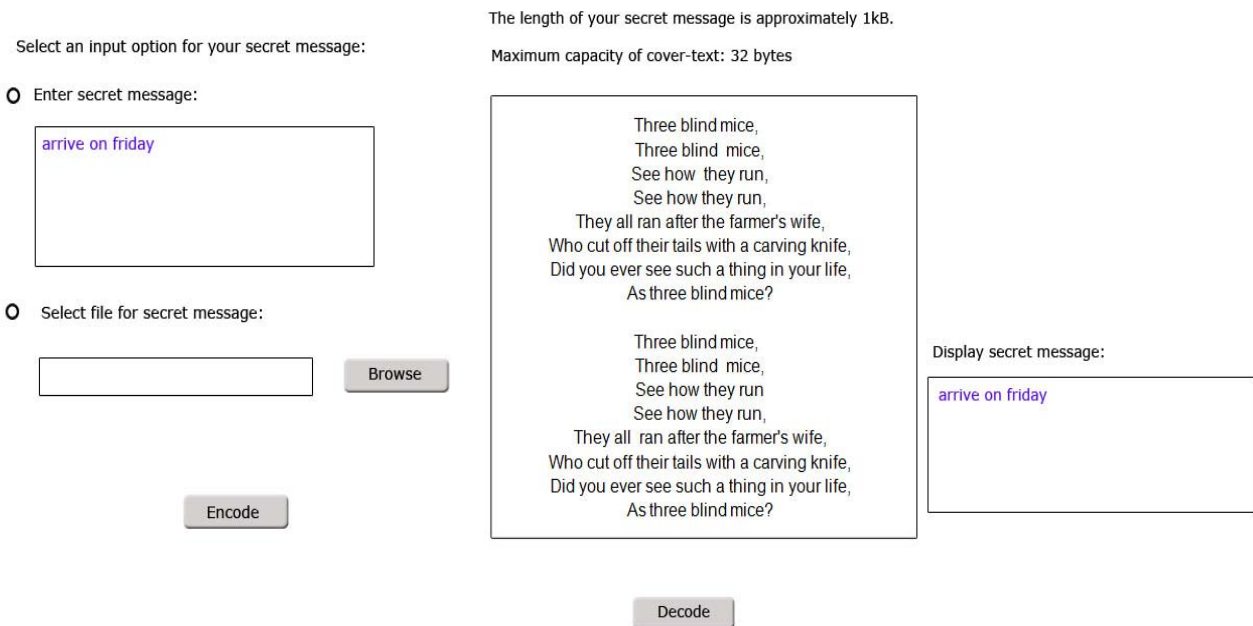 Select an input option for your secret message:
Enter secret message:
arrive on friday
Select file for secret message:
Browse
Encode
The length of your secret message is approximately 1kB.
Maximum capacity of cover-text: 32 bytes
Three blind mice,
Three blind  mice,
See how  they run,
See how they run,
They all ran after the farmer's wife,
Who cut off their tails with a carving knife,
Did you ever see such a thing in your life,
As three blind mice?
Three blind mice,
Three blind  mice,
See how they run
See how they run,
They all  ran after the farmer's wife,
Who cut off their tails with a carving knife,
Did you ever see such a thing in your life,
As three blind mice?
Decode
Display secret message:
arrive on friday